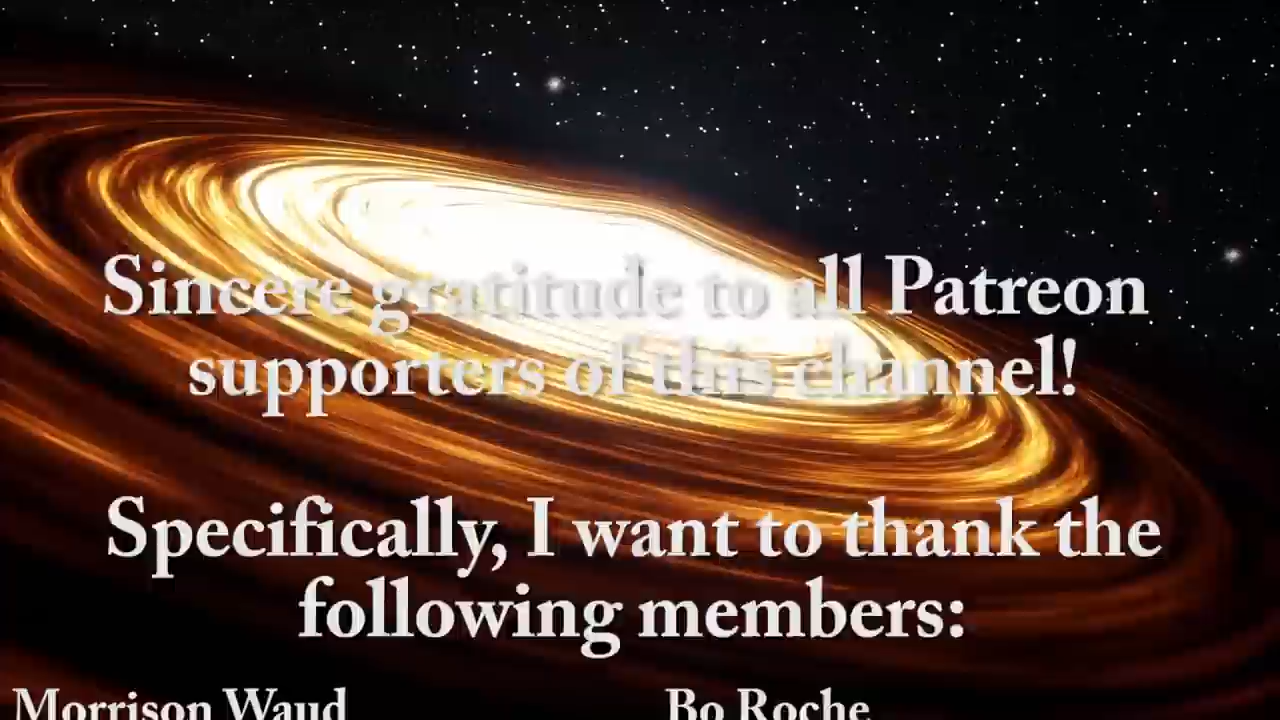 Sincere gratitude to all Patreon
supporters of this channel!
Specifically, I want to thank the
following members:
Morrison Waud
Bo Roche